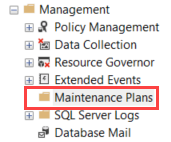 Management
Policy Management
Data Collection
Resource Governor
Extended Events
Maintenance Plans
SQL Server Logs
Database Mail